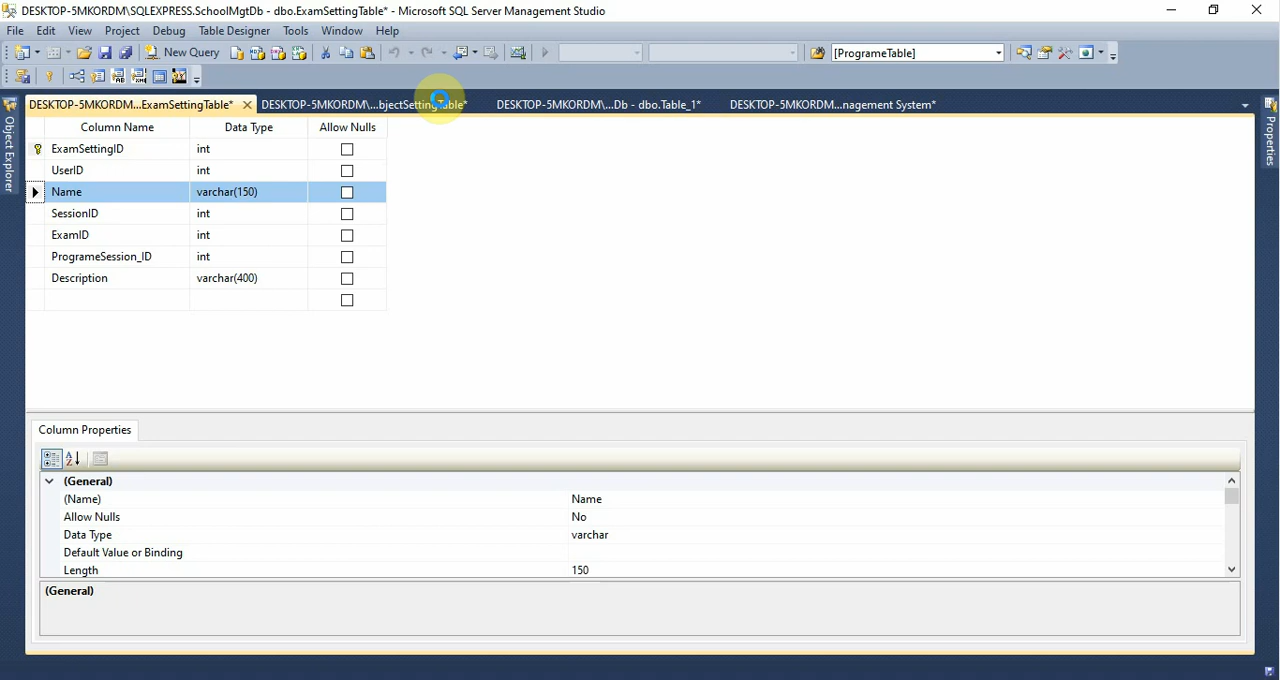 DESKTOP-5MKORDM\SQLEXPRESS.SchoolMgtDb - dbo.ExamSettingTable* - Microsoft SQL Server Management Studio
File Edit View Project Debug Table Designer Tools Window Help
New Query [ProgrameTable]
DESKTOP-5MKORDM...ExamSettingTable* DESKTOP-5MKORDM\...bjectSettingTable* DESKTOP-5MKORDM\...Db - dbo.Table_1* DESKTOP-5MKORDM...nagement System*
Object Explorer
Properties
Column Name Data Type Allow Nulls
ExamSettingID int
UserID int
Name varchar(150)
SessionID int
ExamID int
ProgrameSession_ID int
Description varchar(400)
Column Properties
(General)
(Name) Name
Allow Nulls No
Data Type varchar
Default Value or Binding
Length 150
(General)